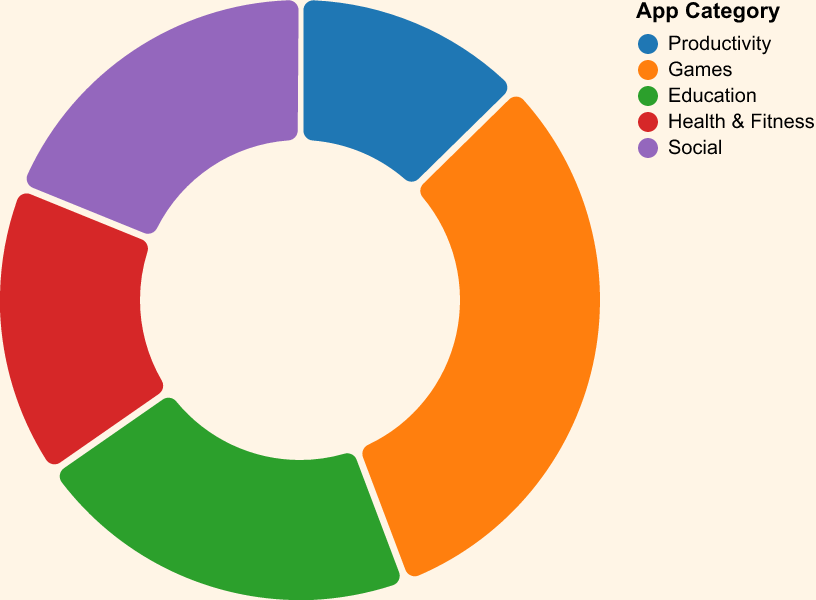 App Category
Productivity
Games
Education
Health & Fitness
Social